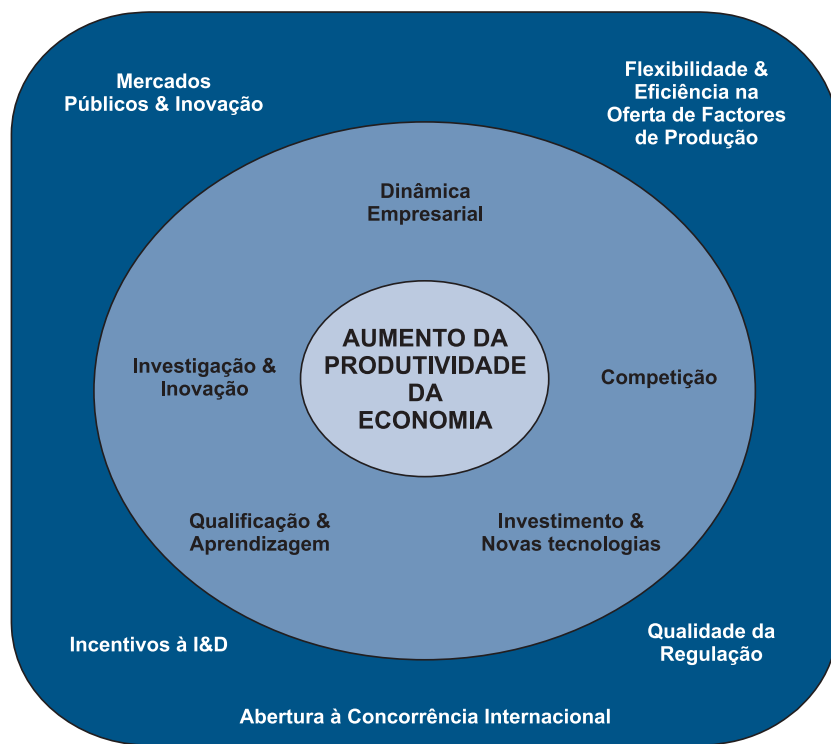 Mercados
Públicos & Inovação
Flexibilidade &
Eficiência na
Oferta de Factores
de Produção
Dinâmica
Empresarial
Investigação &
Inovação
AUMENTO DA
PRODUTIVIDADE
DA
ECONOMIA
Competição
Qualificação &
Aprendizagem
Investimento &
Novas tecnologias
Incentivos à I&D
Qualidade da
Regulação
Abertura à Concorrência Internacional